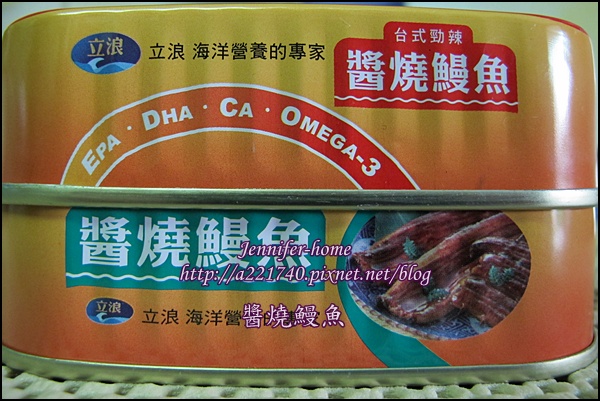 立浪
立浪 海洋營養的專家
台式勁辣
醬燒鰻魚
EPA · DHA · CA · OMEGA-3
醬燒鰻魚
Jennifer-home
http://a221740.pixnet.net/blog
立浪
立浪 海洋營
醬燒鰻魚